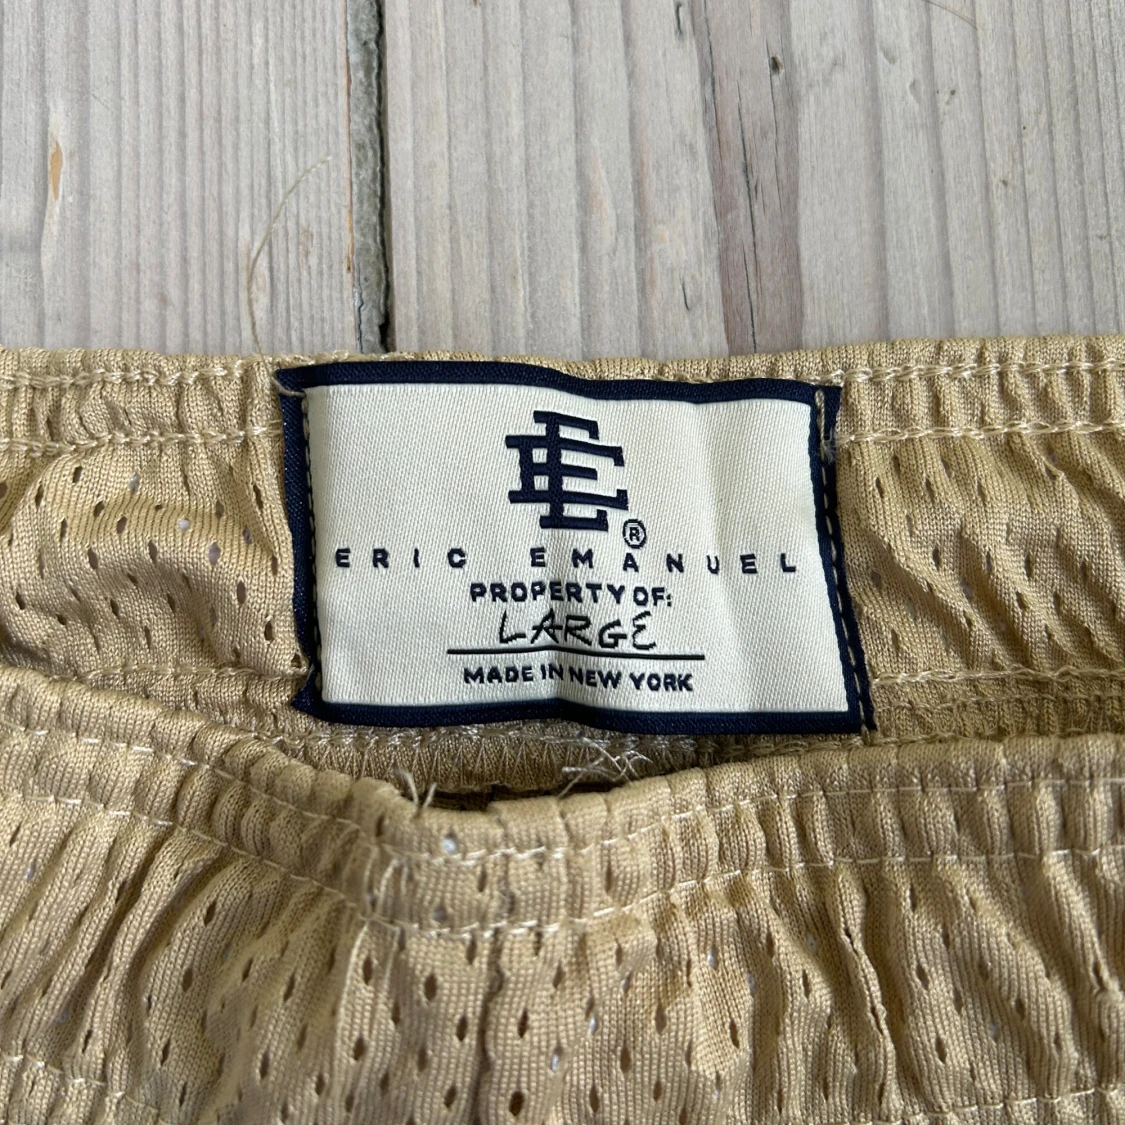 EE®
ERIC EMANUEL
PROPERTY OF:
LARGE
MADE IN NEW YORK